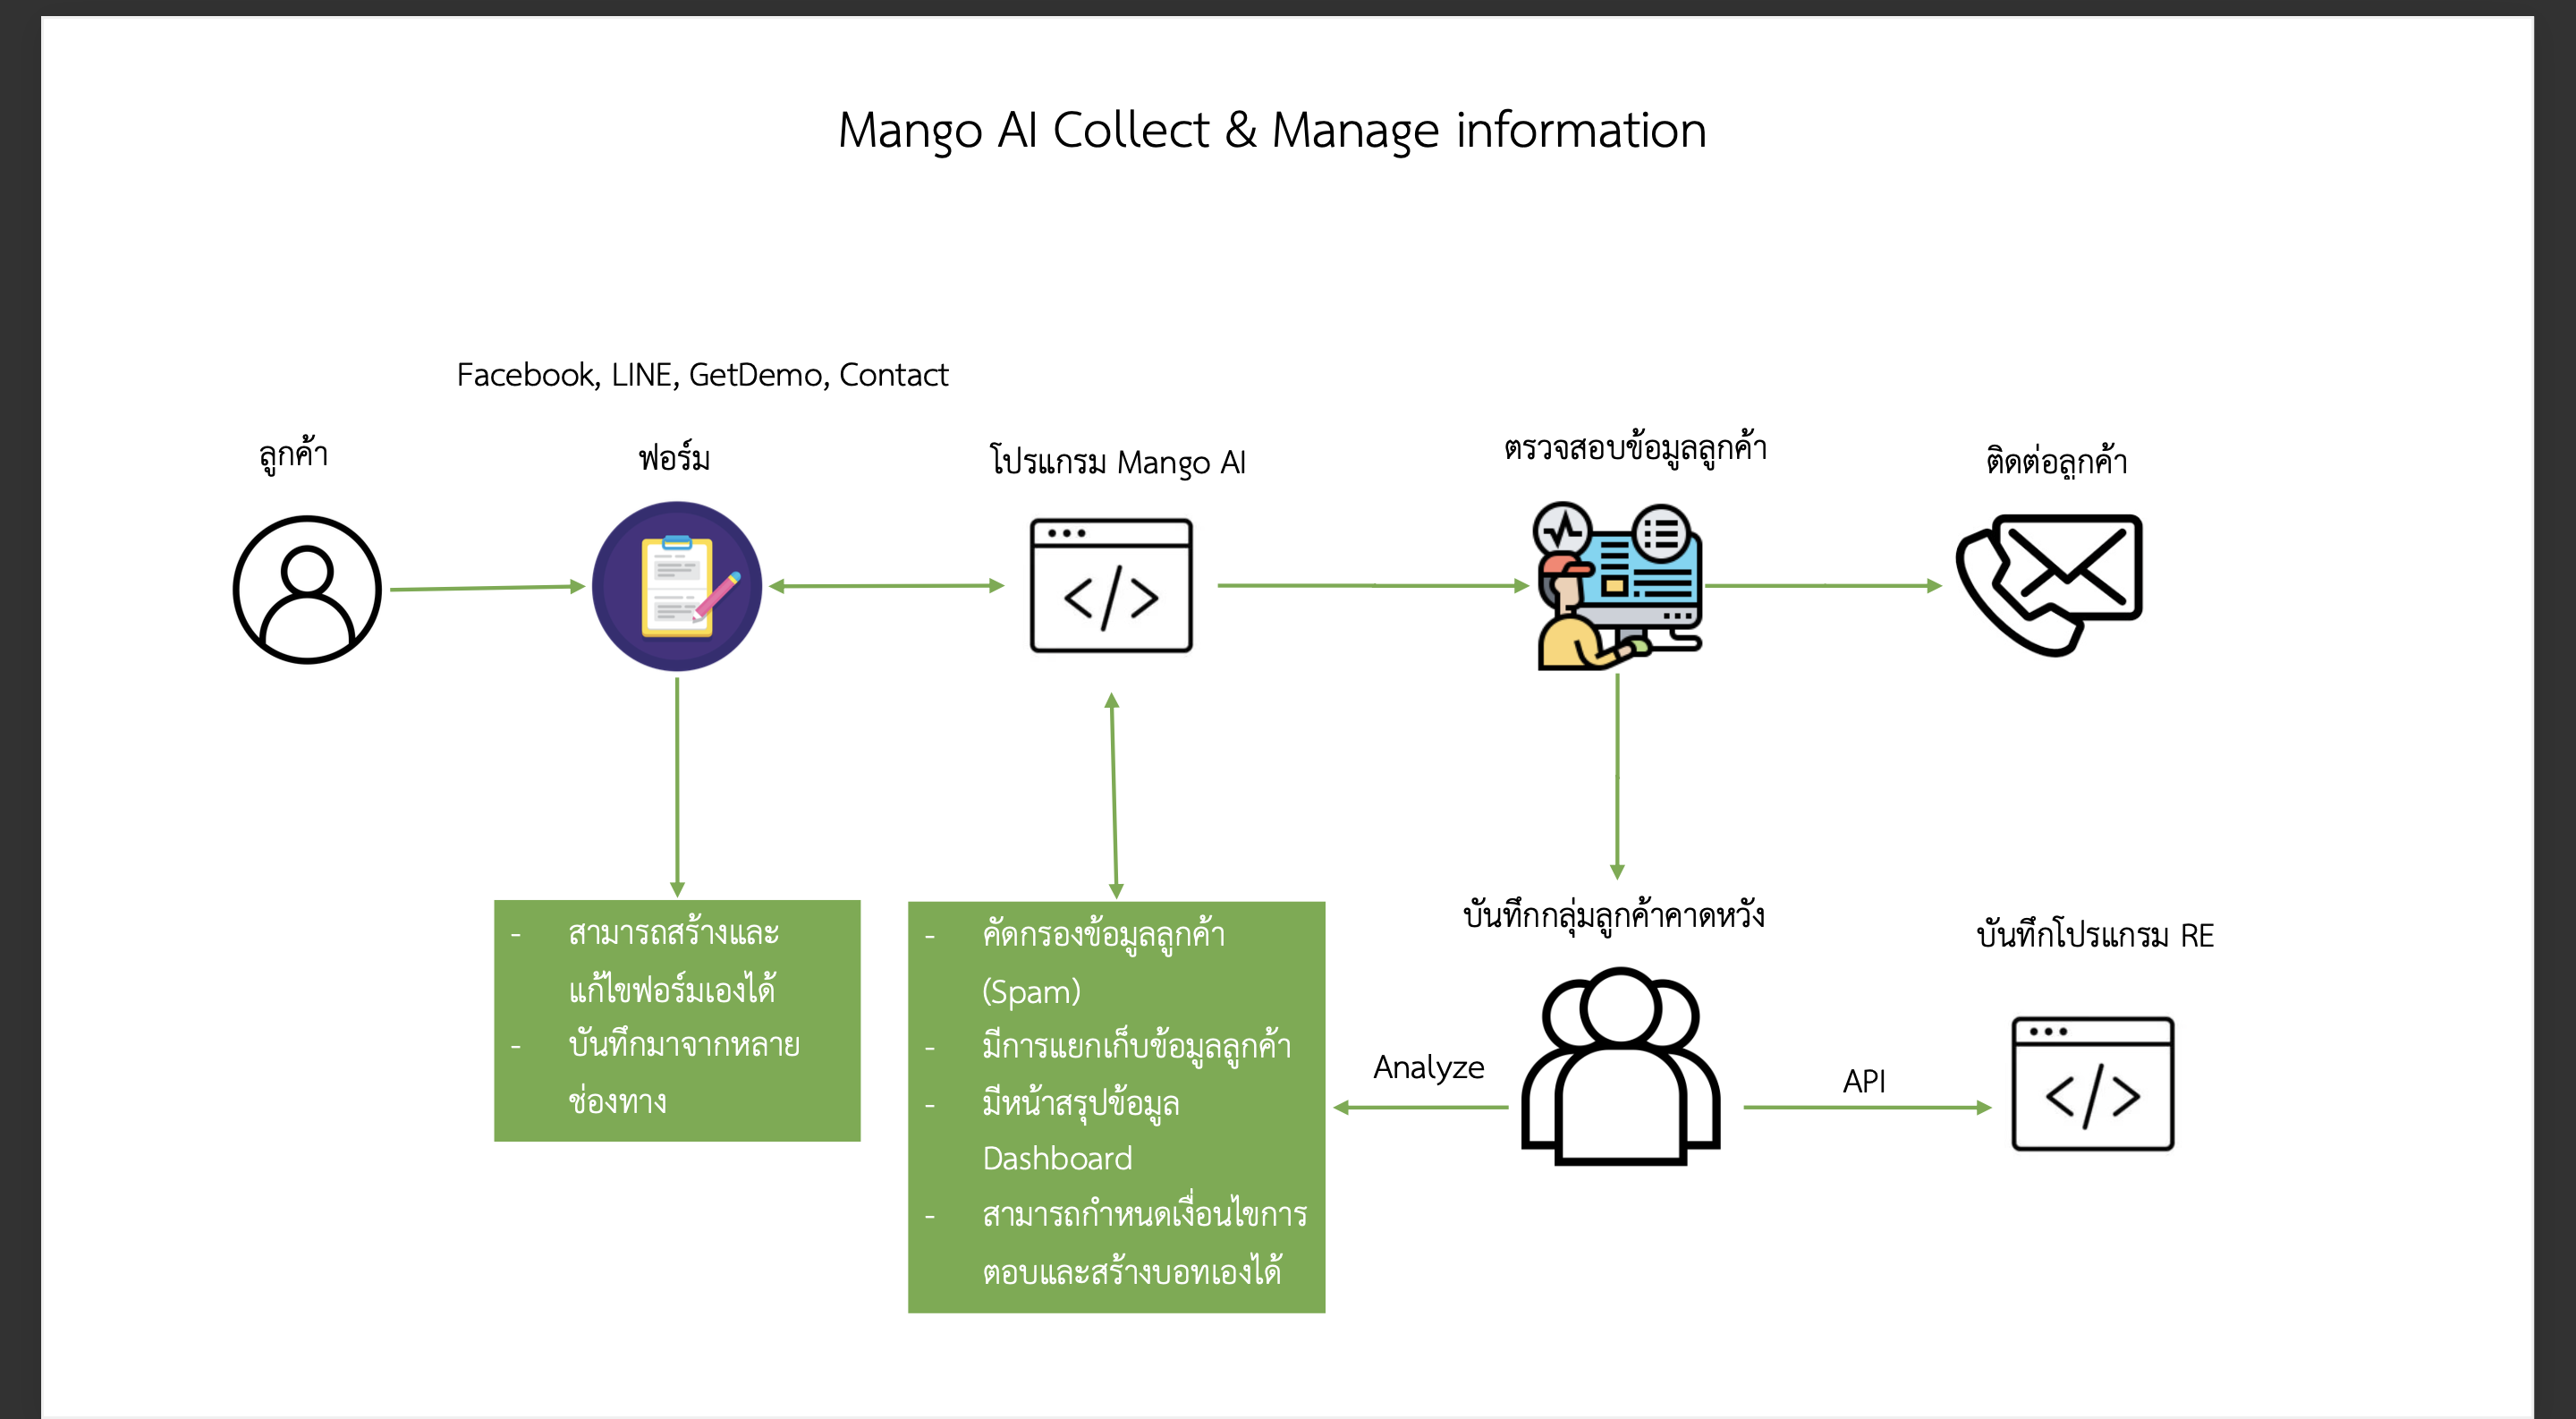 Mango AI Collect & Manage information
Facebook, LINE, GetDemo, Contact
ลูกค้า
ฟอร์ม
โปรแกรม Mango AI
ตรวจสอบข้อมูลลูกค้า
ติดต่อลูกค้า
- สามารถสร้างและ
แก้ไขฟอร์มเองได้
- บันทึกมาจากหลาย
ช่องทาง
- คัดกรองข้อมูลลูกค้า
(Spam)
- มีการแยกเก็บข้อมูลลูกค้า
- มีหน้าสรุปข้อมูล
Dashboard
- สามารถกำหนดเงื่อนไขการ
ตอบและสร้างบอทเองได้
บันทึกกลุ่มลูกค้าคาดหวัง
Analyze
API
บันทึกโปรแกรม RE